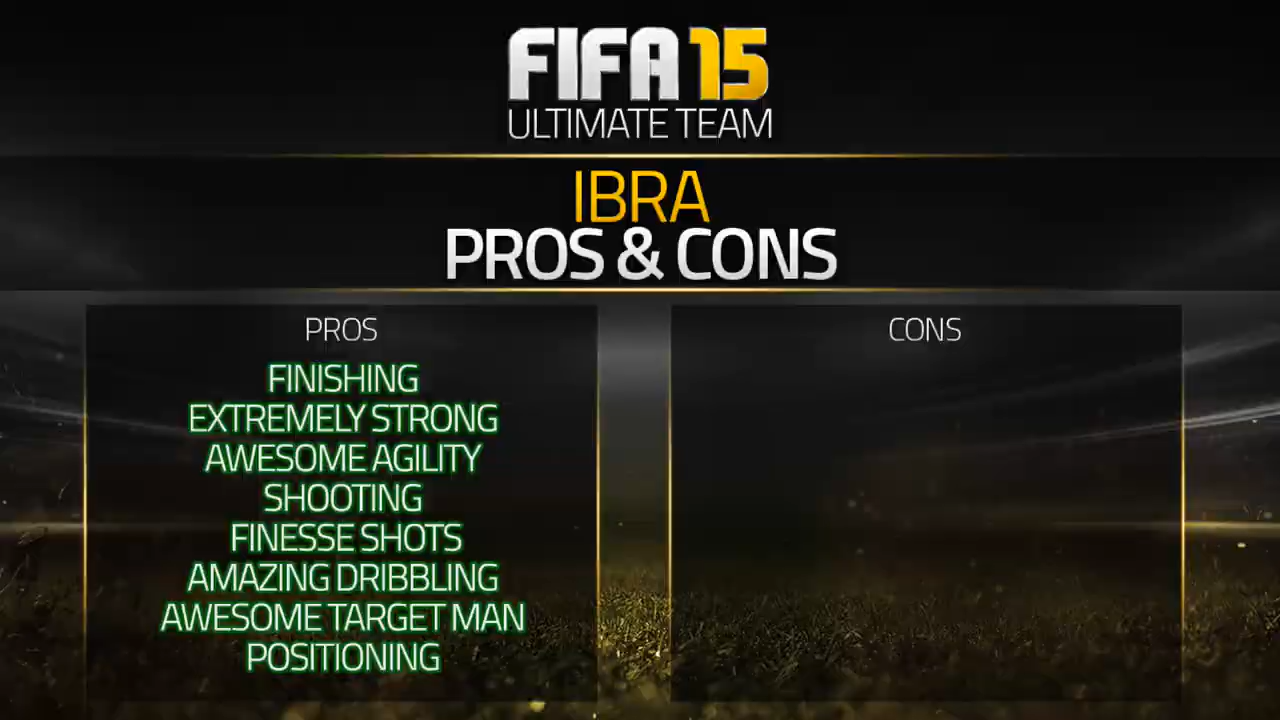 FIFA 15
ULTIMATE TEAM
IBRA
PROS & CONS
PROS
FINISHING
EXTREMELY STRONG
AWESOME AGILITY
SHOOTING
FINESSE SHOTS
AMAZING DRIBBLING
AWESOME TARGET MAN
POSITIONING
CONS